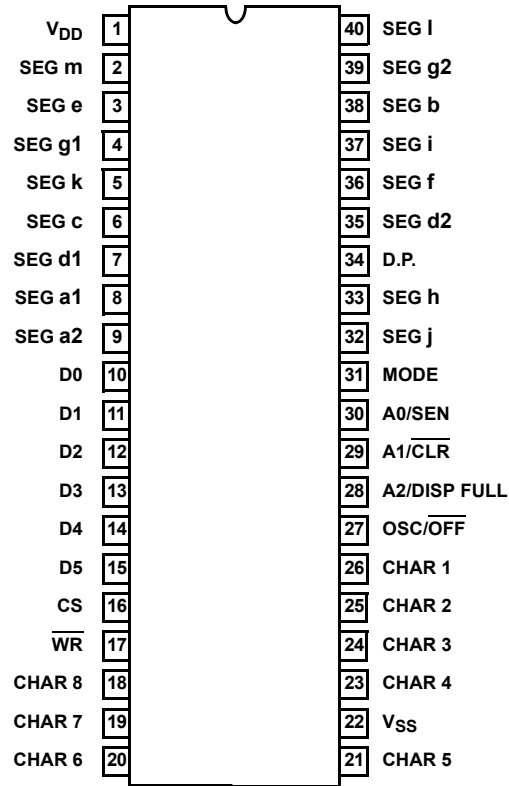 VDD 1 40 SEG l
SEG m 2 39 SEG g2
SEG e 3 38 SEG b
SEG g1 4 37 SEG i
SEG k 5 36 SEG f
SEG c 6 35 SEG d2
SEG d1 7 34 D.P.
SEG a1 8 33 SEG h
SEG a2 9 32 SEG j
D0 10 31 MODE
D1 11 30 A0/SEN
D2 12 29 A1/CLR
D3 13 28 A2/DISP FULL
D4 14 27 OSC/OFF
D5 15 26 CHAR 1
CS 16 25 CHAR 2
WR 17 24 CHAR 3
CHAR 8 18 23 CHAR 4
CHAR 7 19 22 VSS
CHAR 6 20 21 CHAR 5